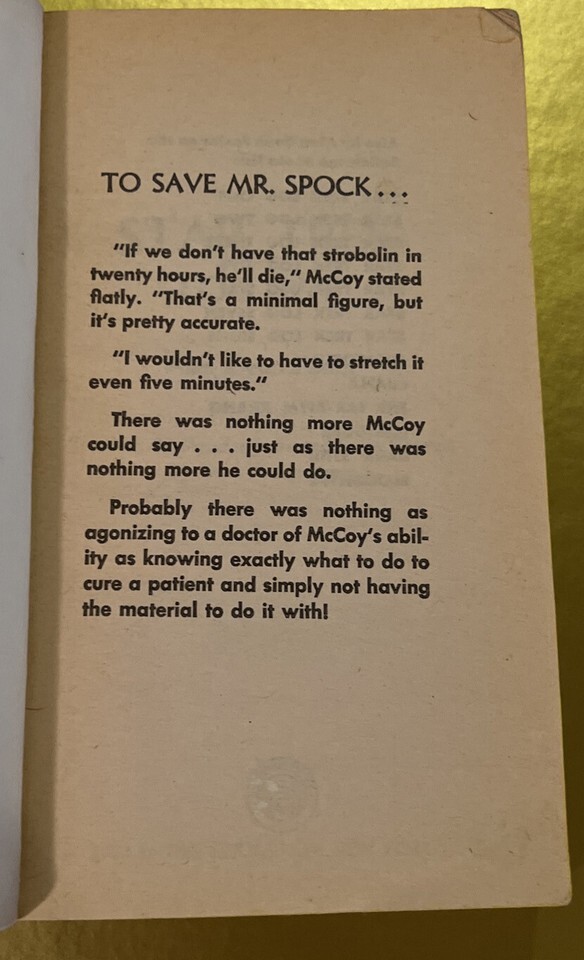 TO SAVE MR. SPOCK...
"If we don't have that strobolin in
twenty hours, he'll die," McCoy stated
flatly. "That's a minimal figure, but
it's pretty accurate.
"I wouldn't like to have to stretch it
even five minutes."
There was nothing more McCoy
could say . . . just as there was
nothing more he could do.
Probably there was nothing as
agonizing to a doctor of McCoy's abil-
ity as knowing exactly what to do to
cure a patient and simply not having
the material to do it with!